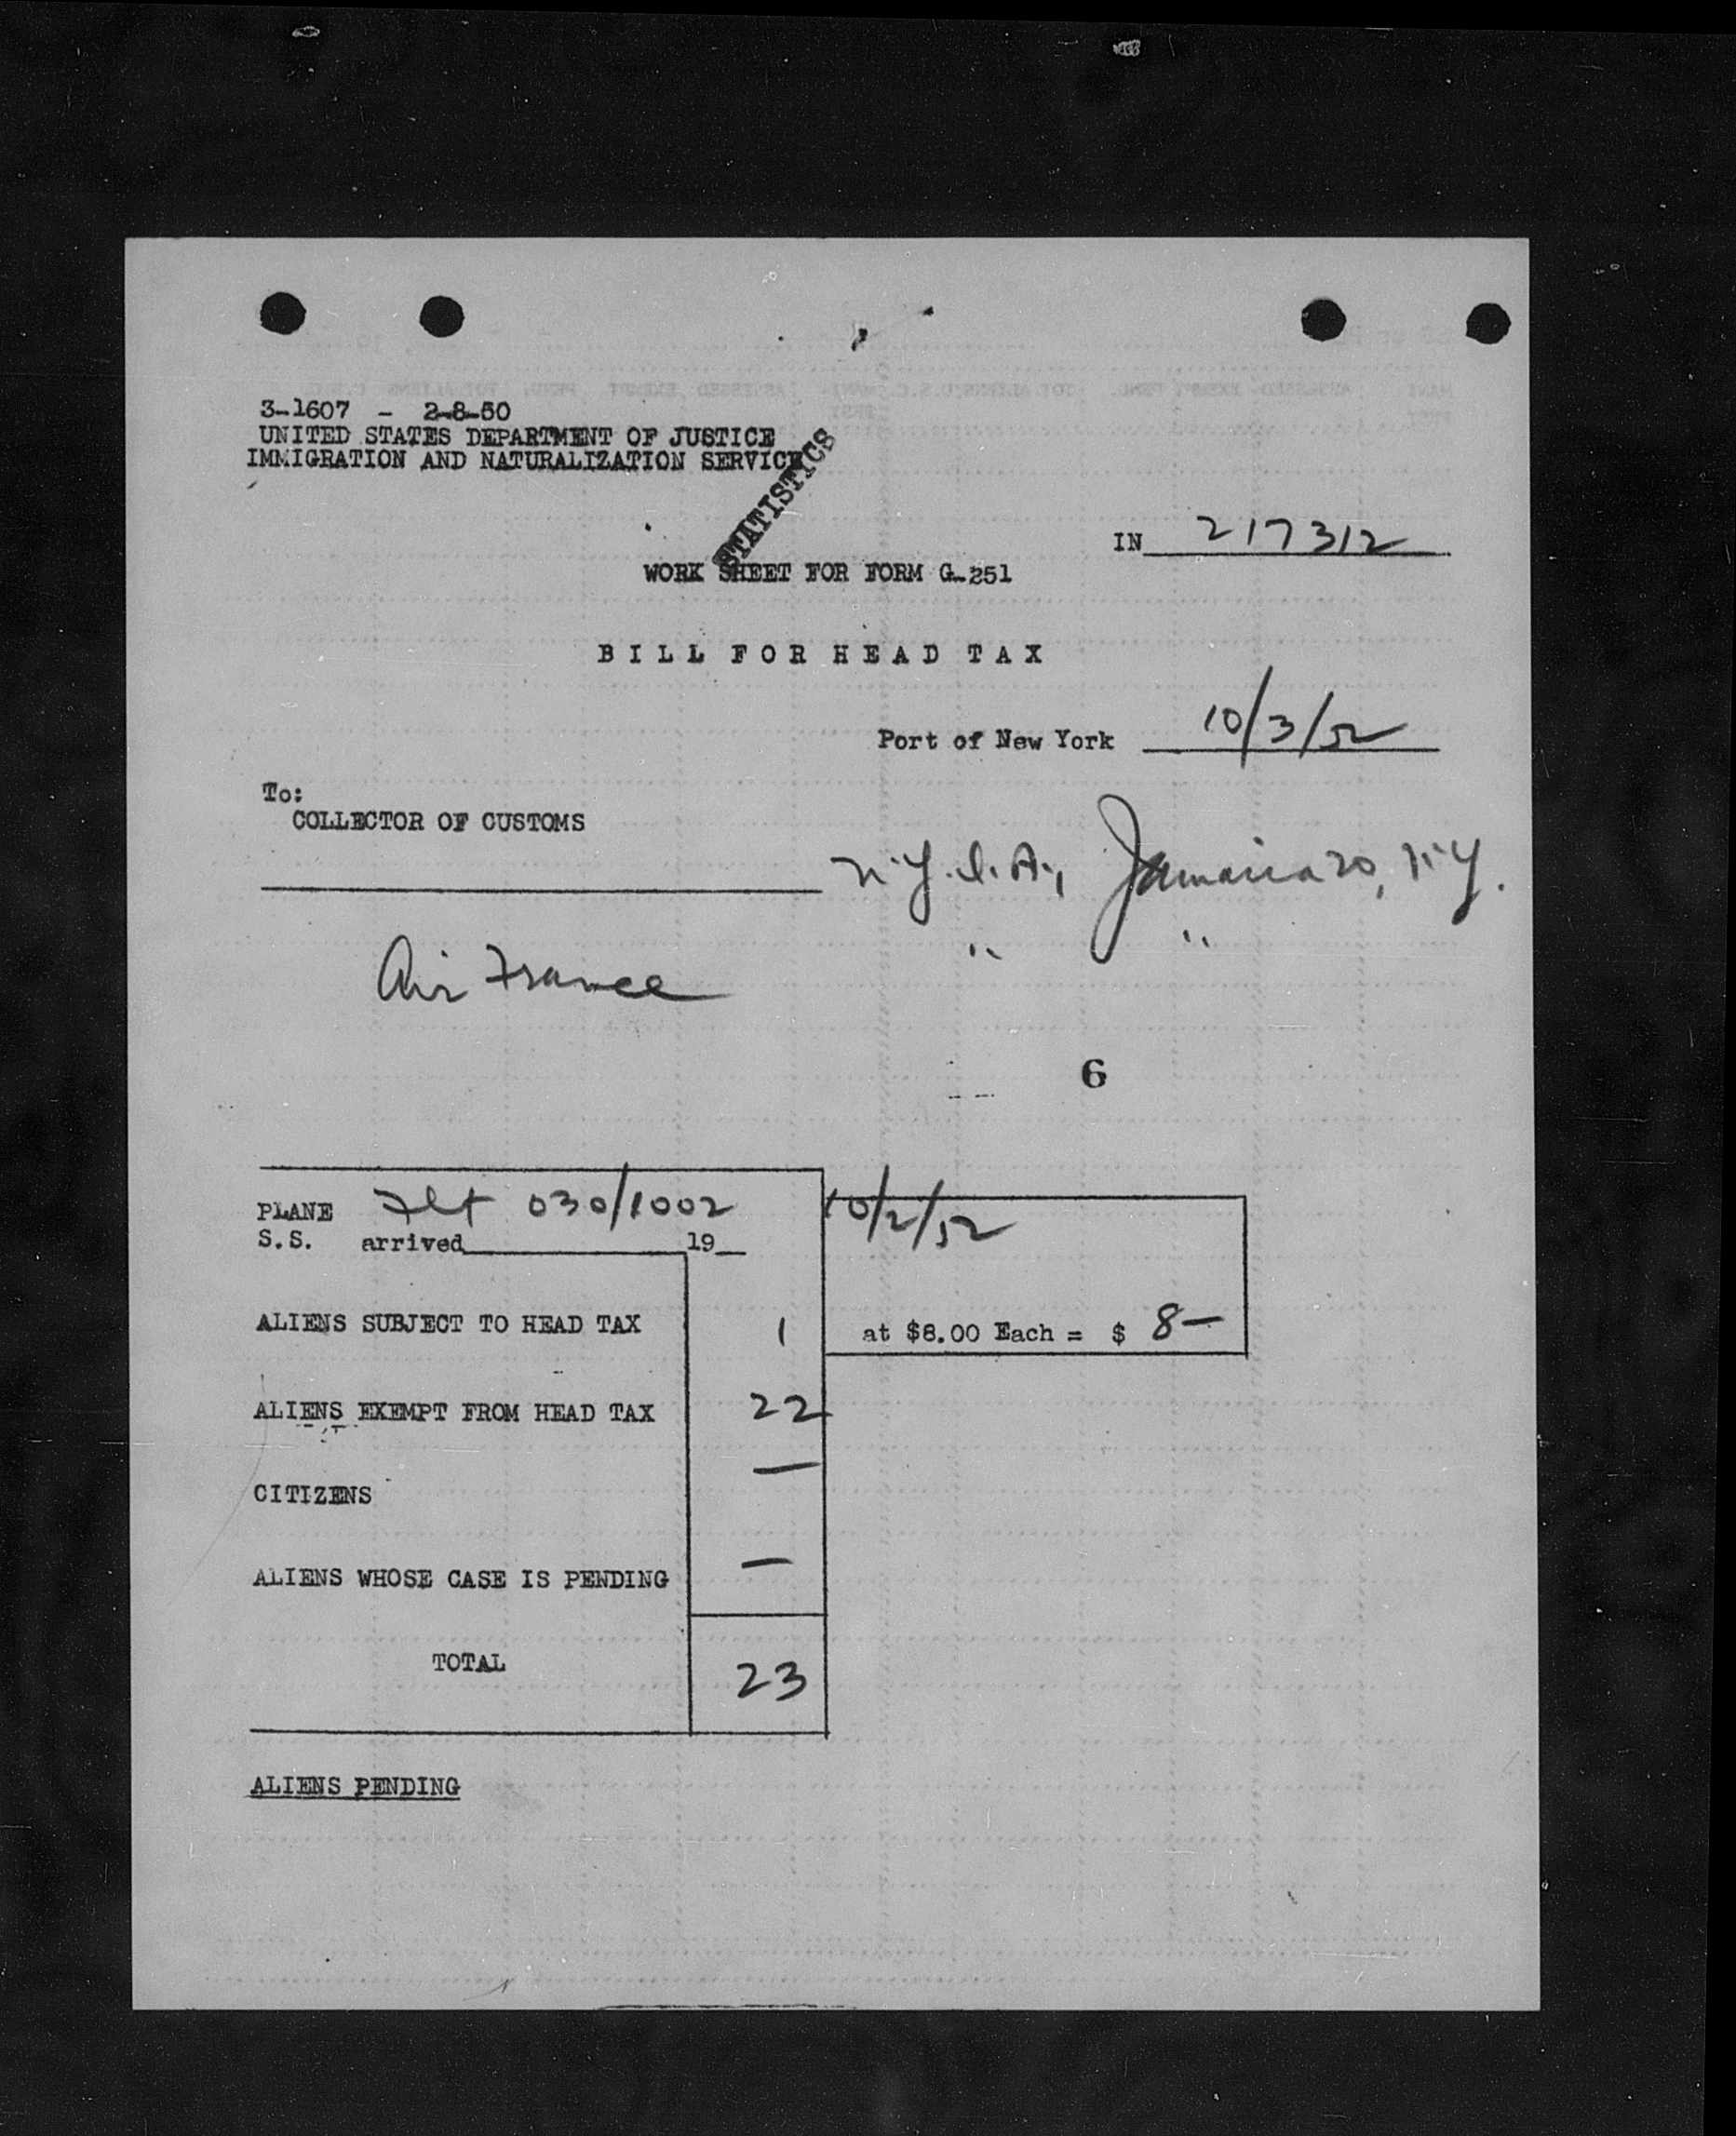 3-1607 - 2-8-50
UNITED STATES DEPARTMENT OF JUSTICE
IMMIGRATION AND NATURALIZATION SERVICE
STATISTICS
IN 217312
WORK SHEET FOR FORM G-251
BILL FOR HEAD TAX
Port of New York 10/3/52
To:
COLLECTOR OF CUSTOMS
N.Y.I.A., Jamaica 30, N.Y.
Air France " "
6
PLANE Flt 030/1002 10/2/52
S.S. arrived 19
ALIENS SUBJECT TO HEAD TAX 1 at $8.00 Each = $ 8—
ALIENS EXEMPT FROM HEAD TAX 22
CITIZENS —
ALIENS WHOSE CASE IS PENDING —
TOTAL 23
ALIENS PENDING